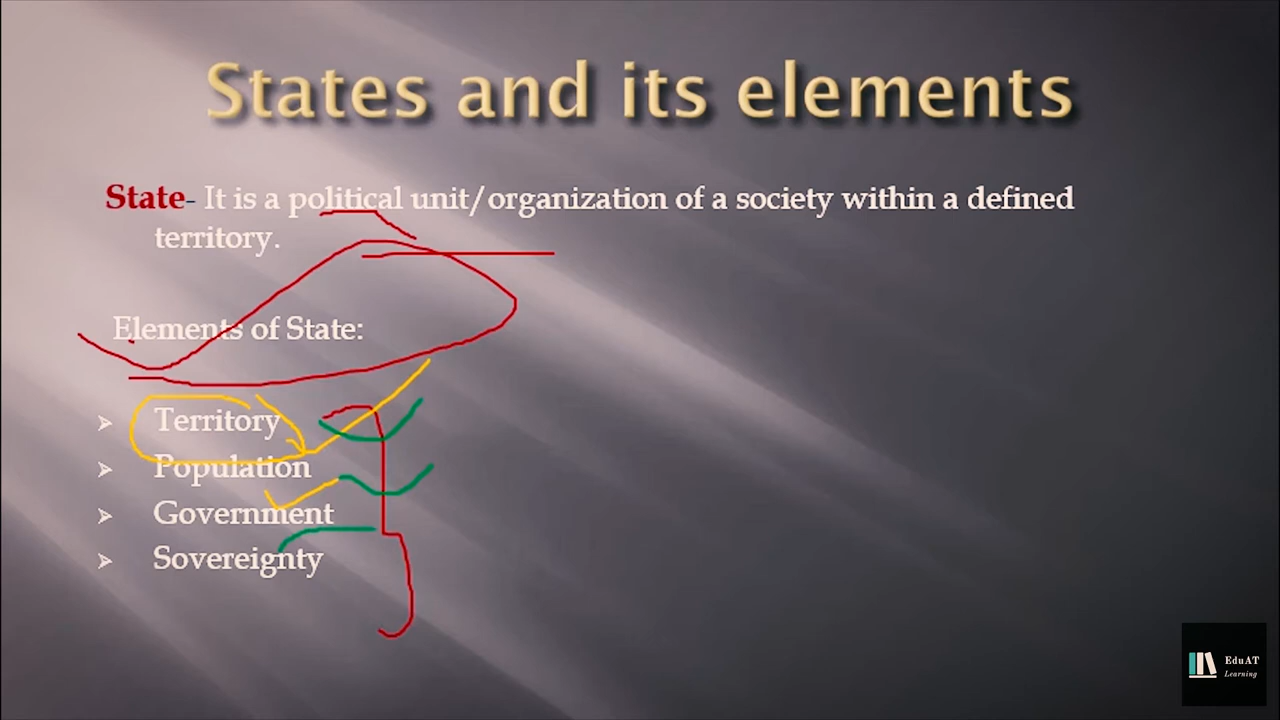 States and its elements
State- It is a political unit/organization of a society within a defined
territory.
Elements of State:
Territory
Population
Government
Sovereignty
EduAT
Learning